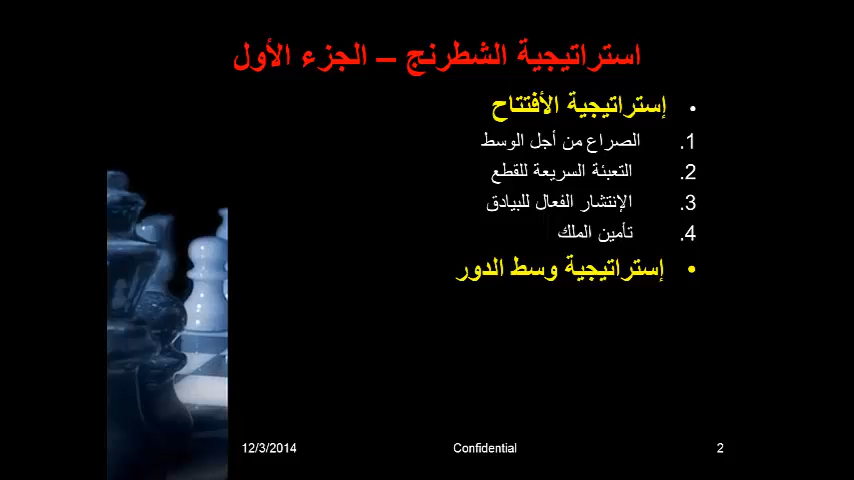 استراتيجية الشطرنج – الجزء الأول
• إستراتيجية الأفتتاح
1. الصراع من أجل الوسط
2. التعبئة السريعة للقطع
3. الإنتشار الفعال للبيادق
4. تأمين الملك
• إستراتيجية وسط الدور
12/3/2014 Confidential 2